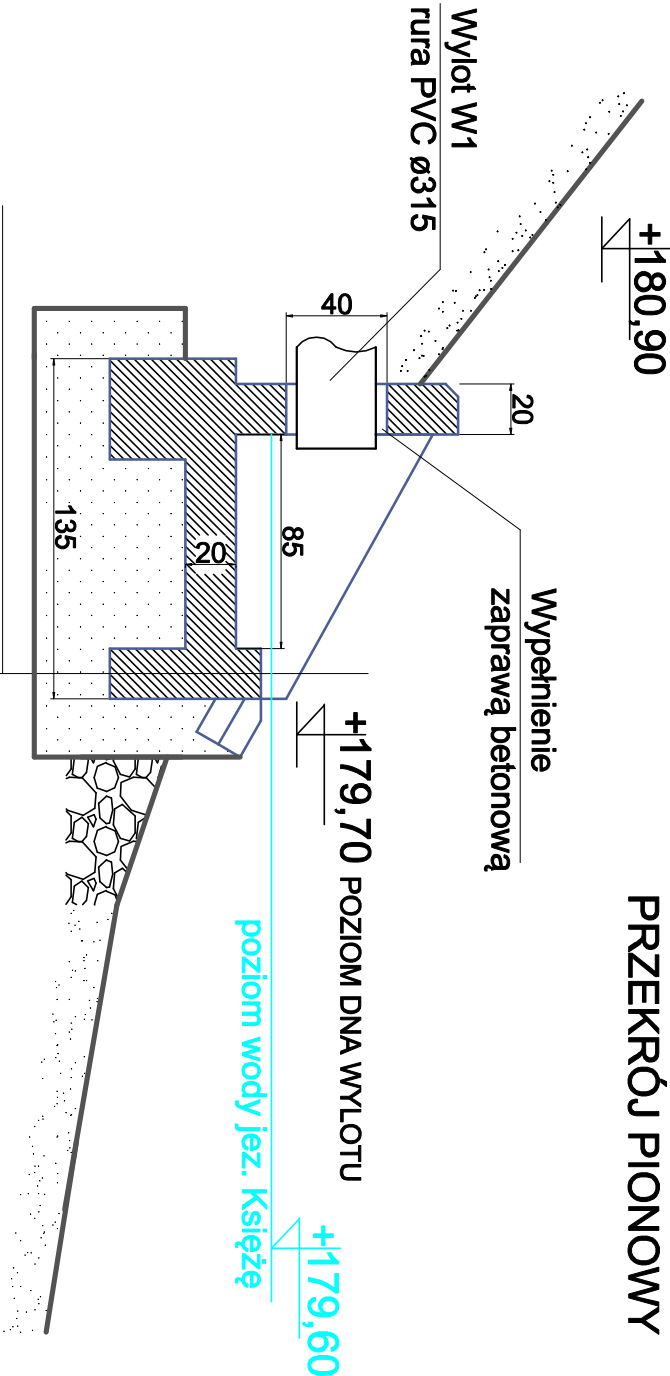 PRZEKRÓJ PIONOWY
+180,90
Wylot W1
rura PVC ø315
Wypełnienie
zaprawą betonową
20
40
85
20
135
+179,70 POZIOM DNA WYLOTU
+179,60
poziom wody jez. Księżę